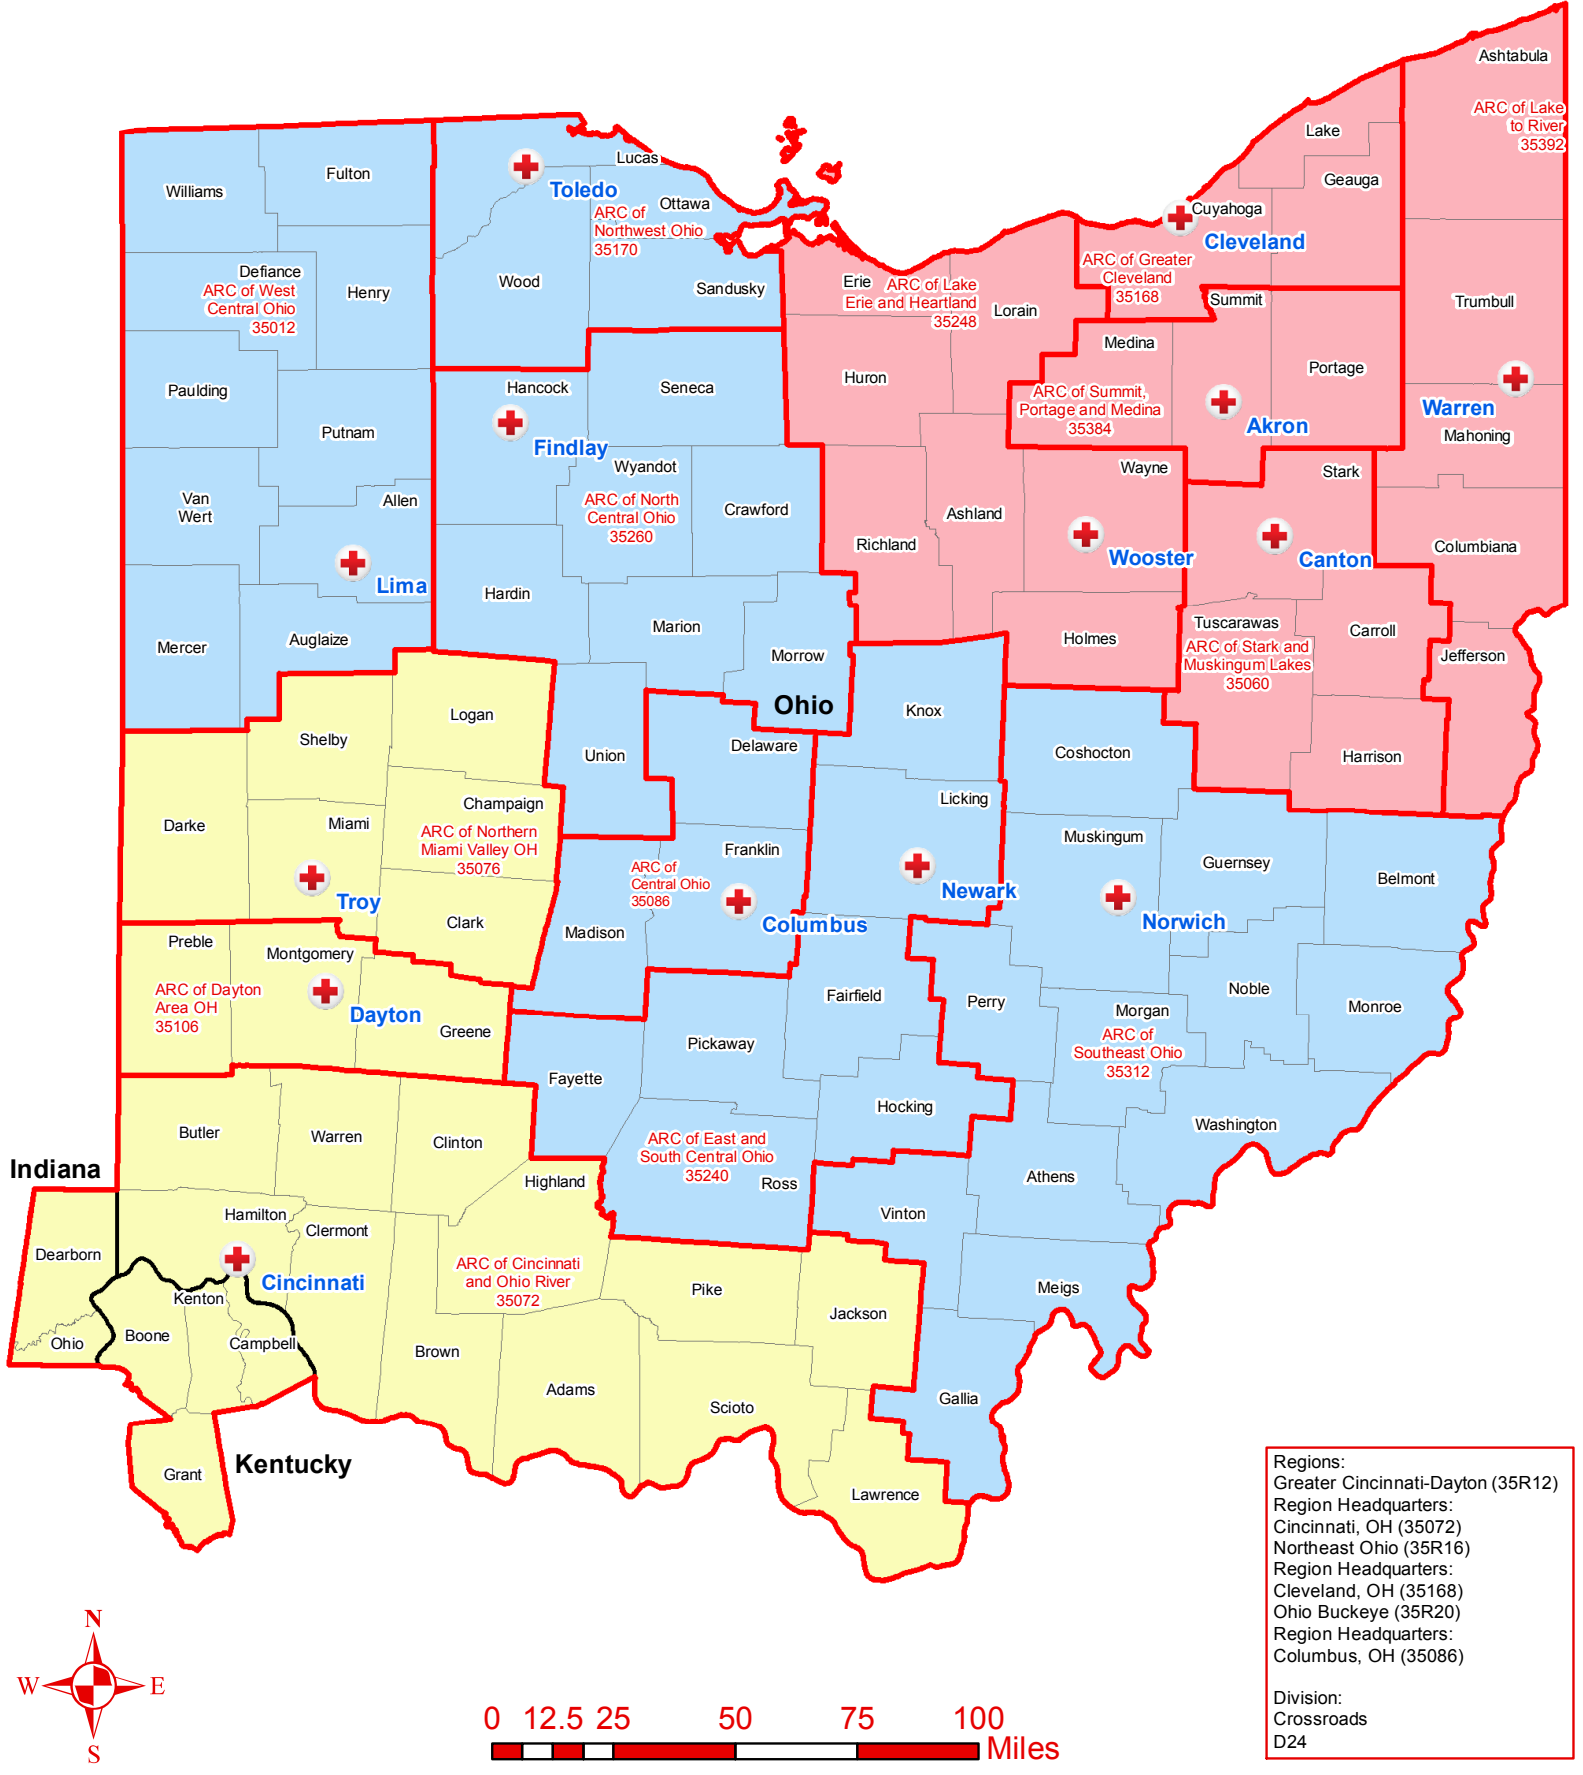 Ashtabula
ARC of Lake
to River
35392
Lake
Geauga
Cuyahoga
Cleveland
ARC of Greater
Cleveland
35168
Williams
Fulton
Lucas
Toledo
Ottawa
ARC of
Northwest Ohio
35170
Defiance
ARC of West
Central Ohio
35012
Henry
Wood
Sandusky
Erie
ARC of Lake
Erie and Heartland
35248
Lorain
Summit
Trumbull
Medina
Portage
Huron
ARC of Summit,
Portage and Medina
35384
Akron
Warren
Mahoning
Paulding
Putnam
Hancock
Seneca
Findlay
Wyandot
ARC of North
Central Ohio
35260
Crawford
Van
Wert
Allen
Lima
Wayne
Stark
Ashland
Richland
Wooster
Canton
Columbiana
Mercer
Auglaize
Hardin
Marion
Morrow
Holmes
Tuscarawas
ARC of Stark and
Muskingum Lakes
35060
Carroll
Jefferson
Ohio
Knox
Logan
Shelby
Union
Delaware
Coshocton
Harrison
Darke
Miami
Champaign
ARC of Northern
Miami Valley OH
35076
Troy
Clark
Licking
Newark
Franklin
ARC of
Central Ohio
35086
Columbus
Madison
Muskingum
Guernsey
Belmont
Norwich
Preble
Montgomery
ARC of Dayton
Area OH
35106
Dayton
Greene
Fairfield
Perry
Noble
Monroe
Morgan
ARC of
Southeast Ohio
35312
Pickaway
Fayette
Hocking
Washington
Butler
Warren
Clinton
ARC of East and
South Central Ohio
35240
Ross
Highland
Athens
Vinton
Indiana
Hamilton
Clermont
Dearborn
Cincinnati
ARC of Cincinnati
and Ohio River
35072
Pike
Jackson
Meigs
Kenton
Boone
Ohio
Campbell
Brown
Adams
Scioto
Gallia
Grant
Kentucky
Lawrence
Regions:
Greater Cincinnati-Dayton (35R12)
Region Headquarters:
Cincinnati, OH (35072)
Northeast Ohio (35R16)
Region Headquarters:
Cleveland, OH (35168)
Ohio Buckeye (35R20)
Region Headquarters:
Columbus, OH (35086)
Division:
Crossroads
D24
N
W E
S
0 12.5 25 50 75 100
Miles